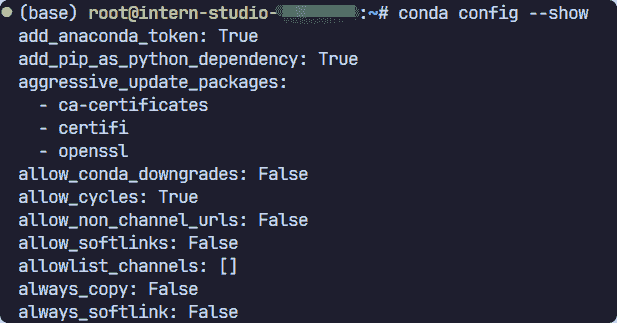 (base) root@intern-studio- :~# conda config --show
add_anaconda_token: True
add_pip_as_python_dependency: True
aggressive_update_packages:
  - ca-certificates
  - certifi
  - openssl
allow_conda_downgrades: False
allow_cycles: True
allow_non_channel_urls: False
allow_softlinks: False
allowlist_channels: []
always_copy: False
always_softlink: False